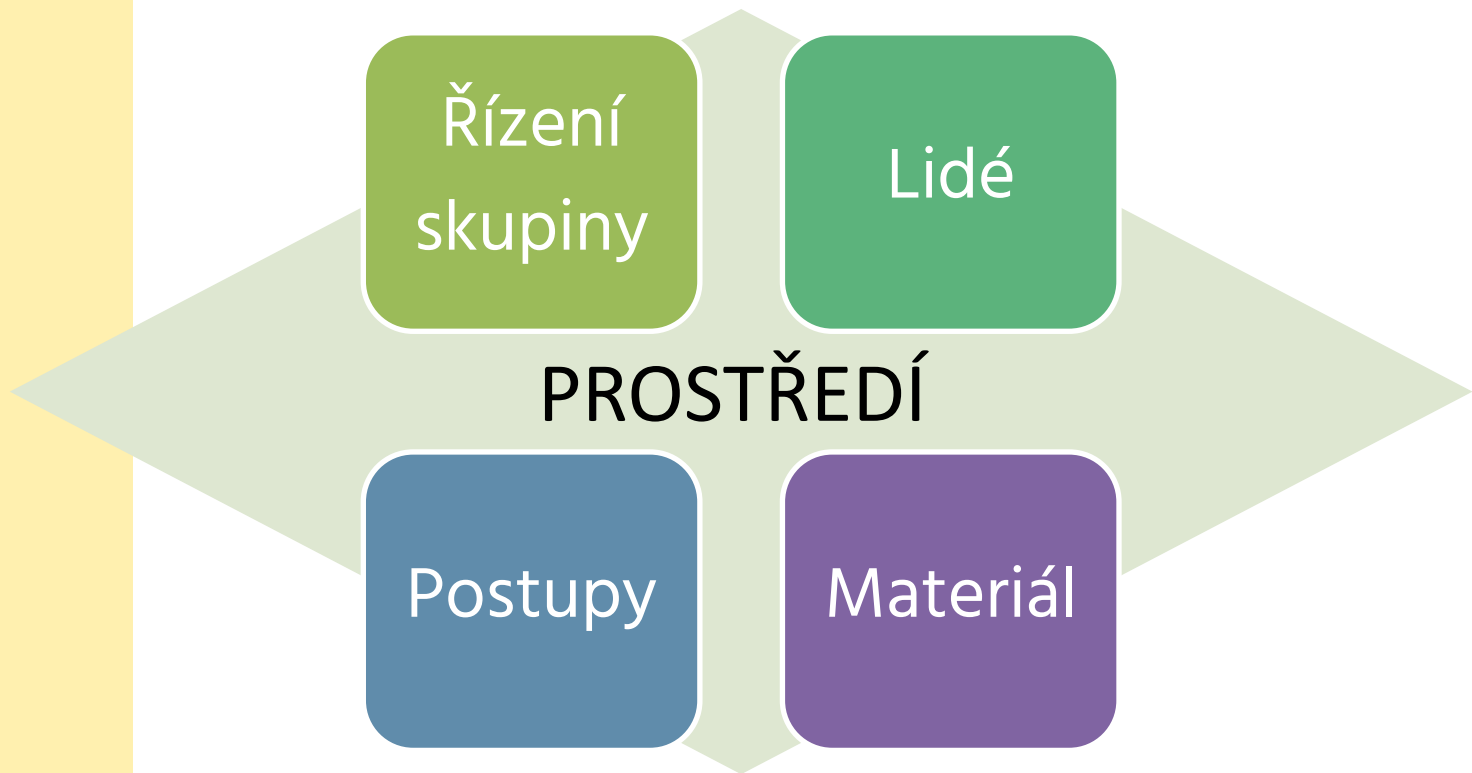 Řízení
skupiny
Lidé
PROSTŘEDÍ
Postupy
Materiál